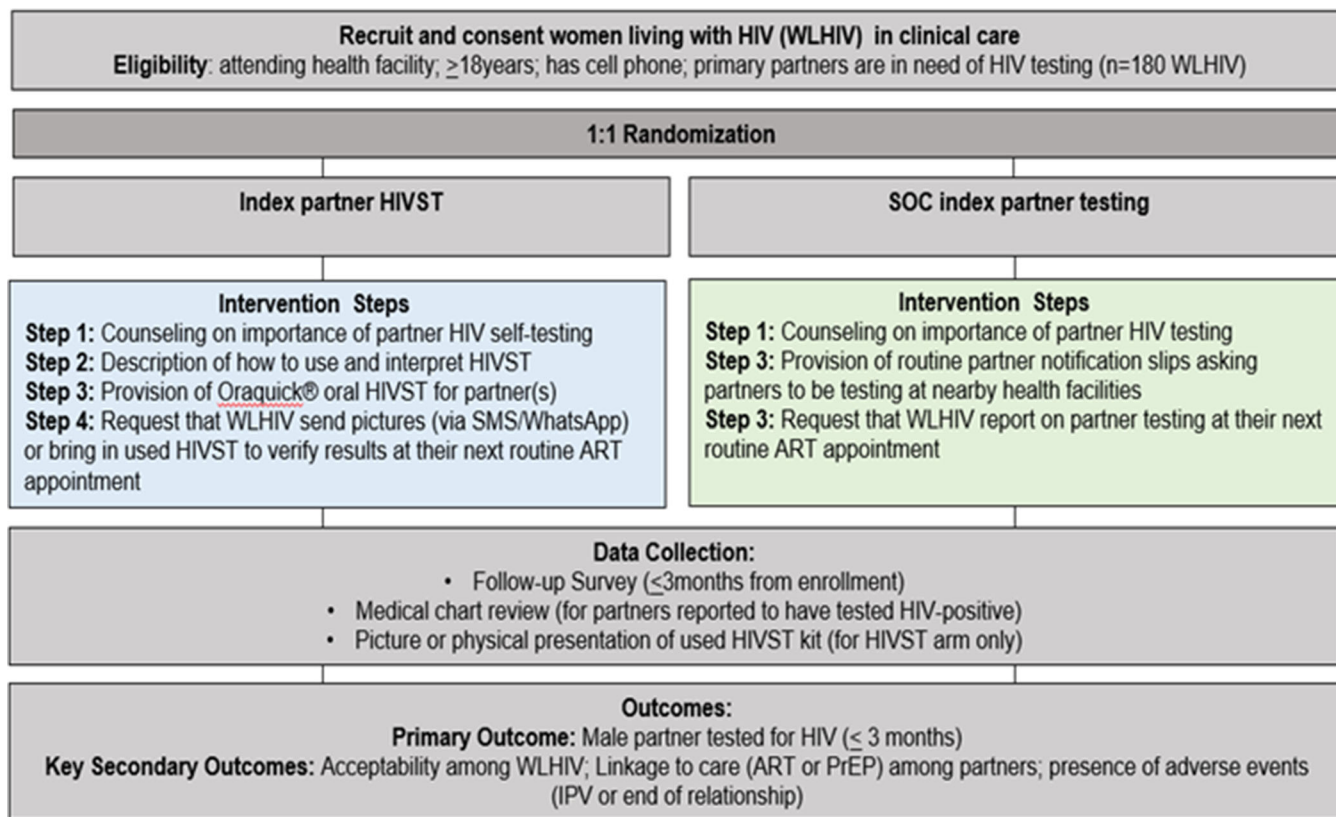 Recruit and consent women living with HIV (WLHIV) in clinical care
Eligibility: attending health facility; ≥18years; has cell phone; primary partners are in need of HIV testing (n=180 WLHIV)
1:1 Randomization
Index partner HIVST
SOC index partner testing
Intervention Steps
Step 1: Counseling on importance of partner HIV self-testing
Step 2: Description of how to use and interpret HIVST
Step 3: Provision of Oraquick® oral HIVST for partner(s)
Step 4: Request that WLHIV send pictures (via SMS/WhatsApp)
or bring in used HIVST to verify results at their next routine ART
appointment
Intervention Steps
Step 1: Counseling on importance of partner HIV testing
Step 3: Provision of routine partner notification slips asking
partners to be testing at nearby health facilities
Step 3: Request that WLHIV report on partner testing at their next
routine ART appointment
Data Collection:
• Follow-up Survey (≤3months from enrollment)
• Medical chart review (for partners reported to have tested HIV-positive)
• Picture or physical presentation of used HIVST kit (for HIVST arm only)
Outcomes:
Primary Outcome: Male partner tested for HIV (≤ 3 months)
Key Secondary Outcomes: Acceptability among WLHIV; Linkage to care (ART or PrEP) among partners; presence of adverse events
(IPV or end of relationship)